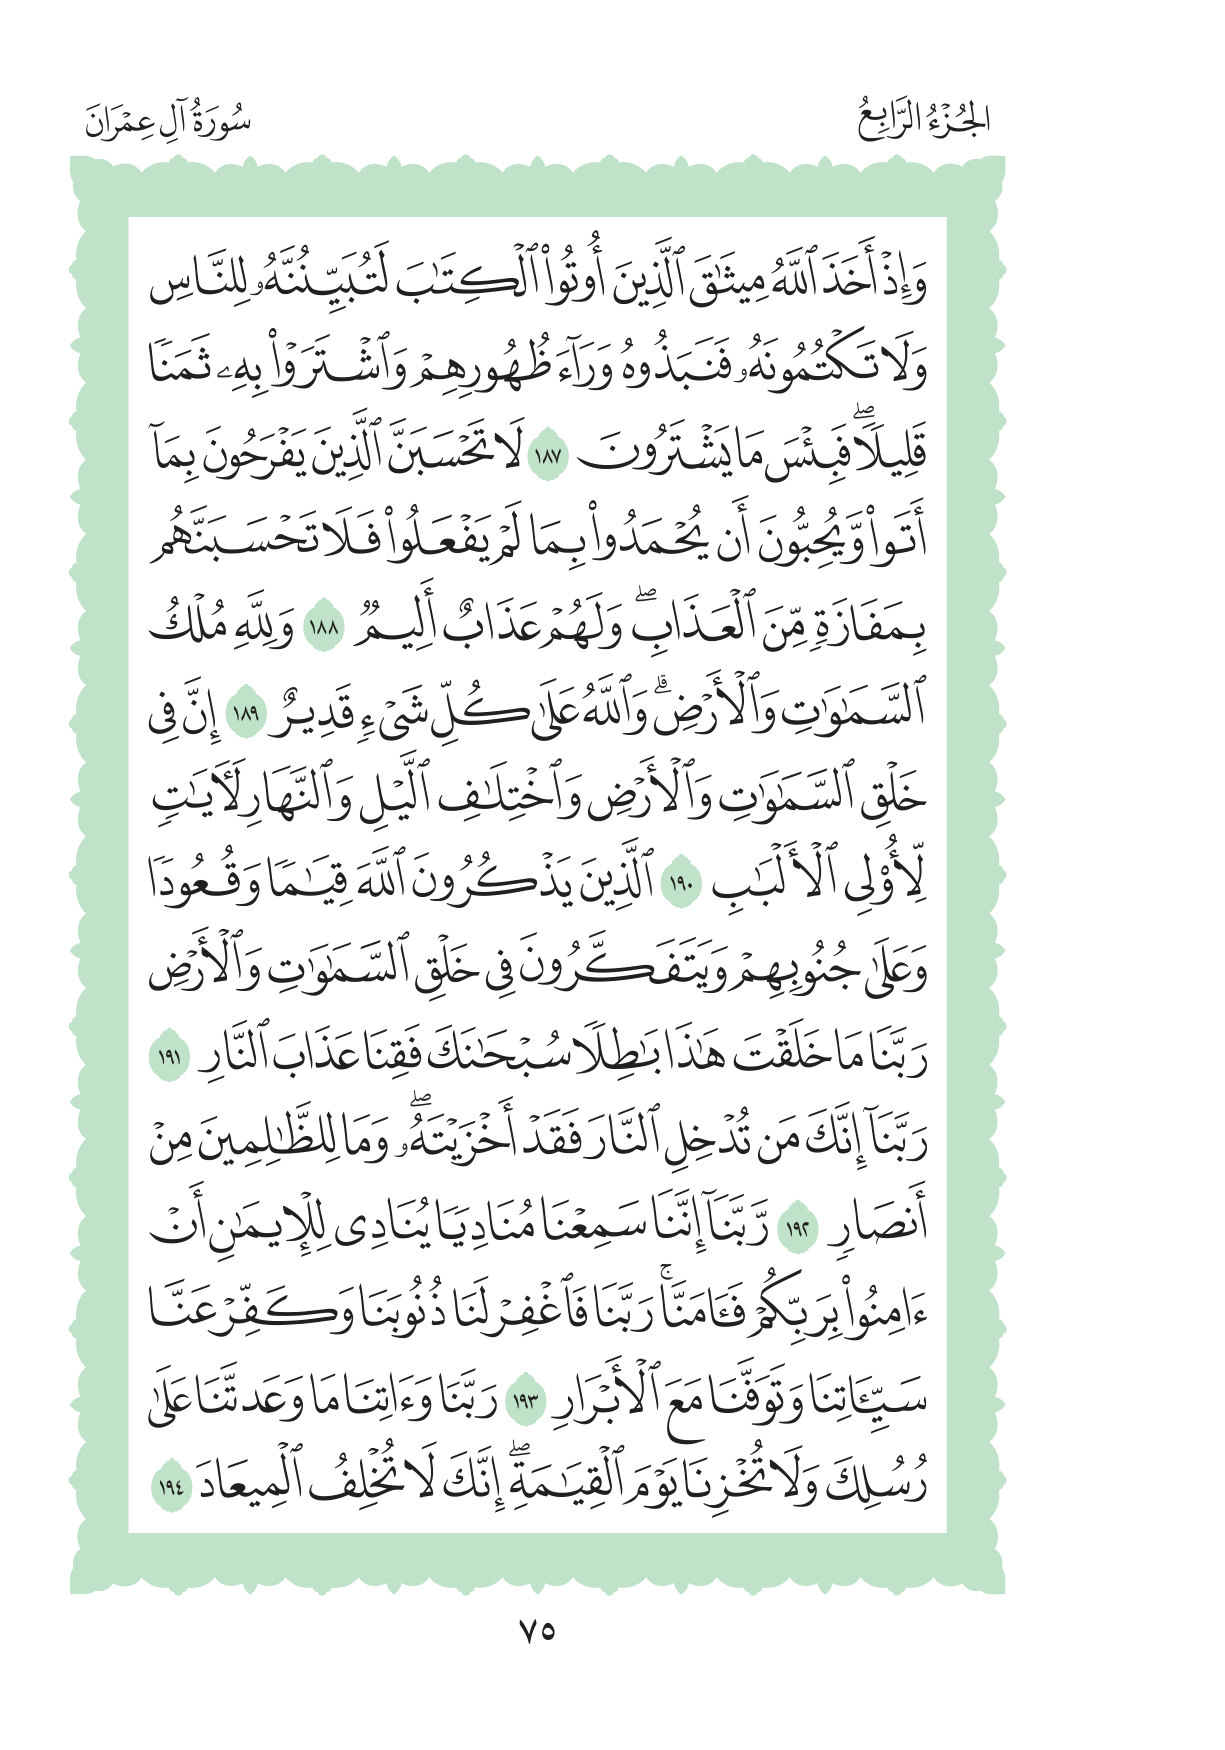 الجُزْءُ الرَّابِعُ
سُورَةُ آلِ عِمْرَانَ
وَإِذۡ أَخَذَ ٱللَّهُ مِيثَٰقَ ٱلَّذِينَ أُوتُواْ ٱلۡكِتَٰبَ لَتُبَيِّنُنَّهُۥ لِلنَّاسِ
وَلَا تَكۡتُمُونَهُۥ فَنَبَذُوهُ وَرَآءَ ظُهُورِهِمۡ وَٱشۡتَرَوۡاْ بِهِۦ ثَمَنٗا
قَلِيلٗاۖ فَبِئۡسَ مَا يَشۡتَرُونَ ١٨٧ لَا تَحۡسَبَنَّ ٱلَّذِينَ يَفۡرَحُونَ بِمَآ
أَتَواْ وَّيُحِبُّونَ أَن يُحۡمَدُواْ بِمَا لَمۡ يَفۡعَلُواْ فَلَا تَحۡسَبَنَّهُم
بِمَفَازَةٖ مِّنَ ٱلۡعَذَابِۖ وَلَهُمۡ عَذَابٌ أَلِيمٞ ١٨٨ وَلِلَّهِ مُلۡكُ
ٱلسَّمَٰوَٰتِ وَٱلۡأَرۡضِۗ وَٱللَّهُ عَلَىٰ كُلِّ شَيۡءٖ قَدِيرٌ ١٨٩ إِنَّ فِي
خَلۡقِ ٱلسَّمَٰوَٰتِ وَٱلۡأَرۡضِ وَٱخۡتِلَٰفِ ٱلَّيۡلِ وَٱلنَّهَارِ لَأٓيَٰتٖ
لِّأُوْلِي ٱلۡأَلۡبَٰبِ ١٩٠ ٱلَّذِينَ يَذۡكُرُونَ ٱللَّهَ قِيَٰمٗا وَقُعُودٗا
وَعَلَىٰ جُنُوبِهِمۡ وَيَتَفَكَّرُونَ فِي خَلۡقِ ٱلسَّمَٰوَٰتِ وَٱلۡأَرۡضِ
رَبَّنَا مَا خَلَقۡتَ هَٰذَا بَٰطِلٗا سُبۡحَٰنَكَ فَقِنَا عَذَابَ ٱلنَّارِ ١٩١
رَبَّنَآ إِنَّكَ مَن تُدۡخِلِ ٱلنَّارَ فَقَدۡ أَخۡزَيۡتَهُۥۖ وَمَا لِلظَّٰلِمِينَ مِنۡ
أَنصَارٖ ١٩٢ رَّبَّنَآ إِنَّنَا سَمِعۡنَا مُنَادِيٗا يُنَادِي لِلۡإِيمَٰنِ أَنۡ
ءَامِنُواْ بِرَبِّكُمۡ فَـَٔامَنَّاۚ رَبَّنَا فَٱغۡفِرۡ لَنَا ذُنُوبَنَا وَكَفِّرۡ عَنَّا
سَيِّـَٔاتِنَا وَتَوَفَّنَا مَعَ ٱلۡأَبۡرَارِ ١٩٣ رَبَّنَا وَءَاتِنَا مَا وَعَدتَّنَا عَلَىٰ
رُسُلِكَ وَلَا تُخۡزِنَا يَوۡمَ ٱلۡقِيَٰمَةِۖ إِنَّكَ لَا تُخۡلِفُ ٱلۡمِيعَادَ ١٩٤
٧٥